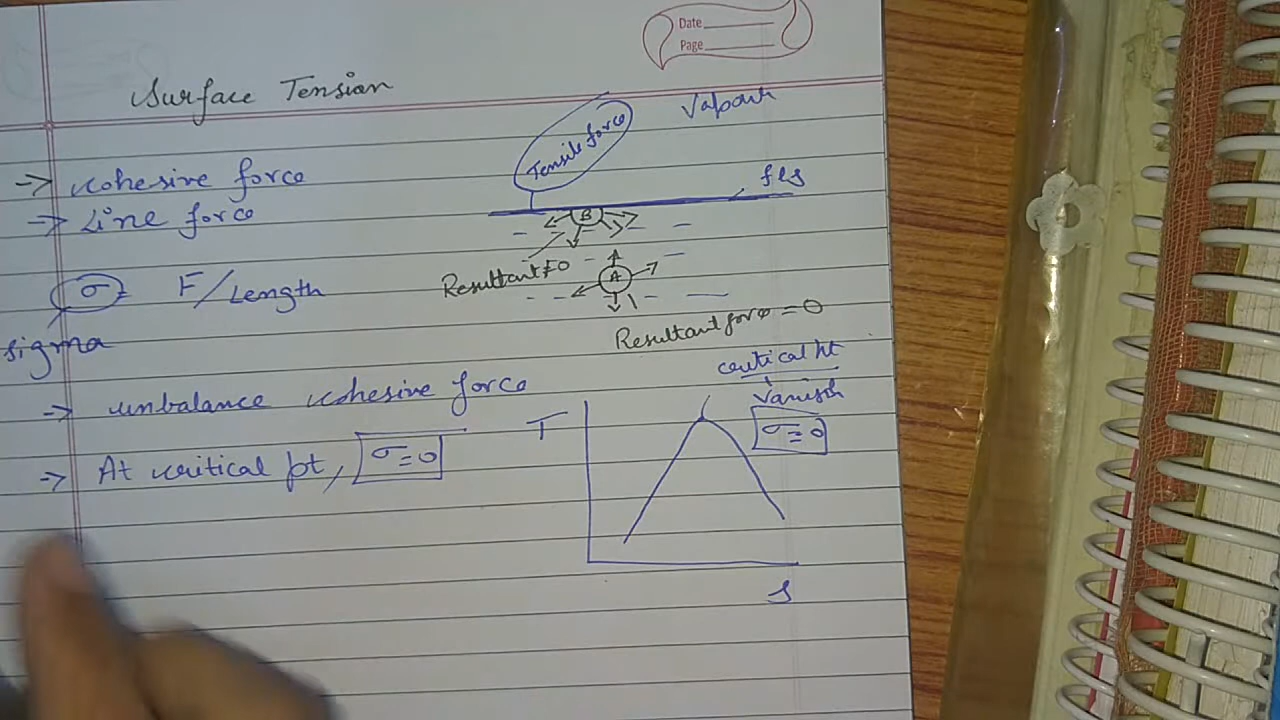 Date
Page
Surface Tension
Vapour
Tensile force
→ cohesive force
fls
→ Line force
B
Resultant ≠ 0
A
σ = F/Length
Resultant force = 0
sigma
critical pt
Vanish
→ unbalance cohesive force
T
σ = 0
→ At critical pt, σ = 0
s